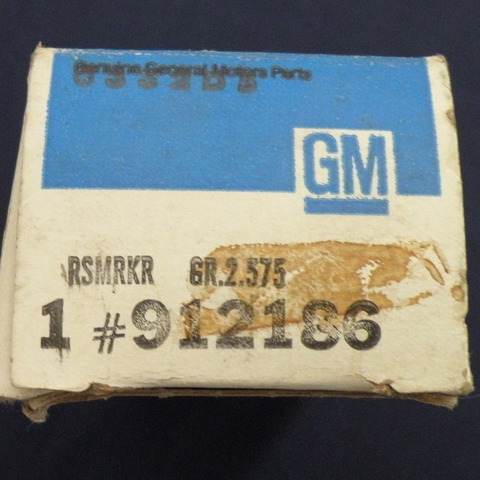 Genuine General Motors Parts
GM
RSMRKR GR.2.575
1 #912186